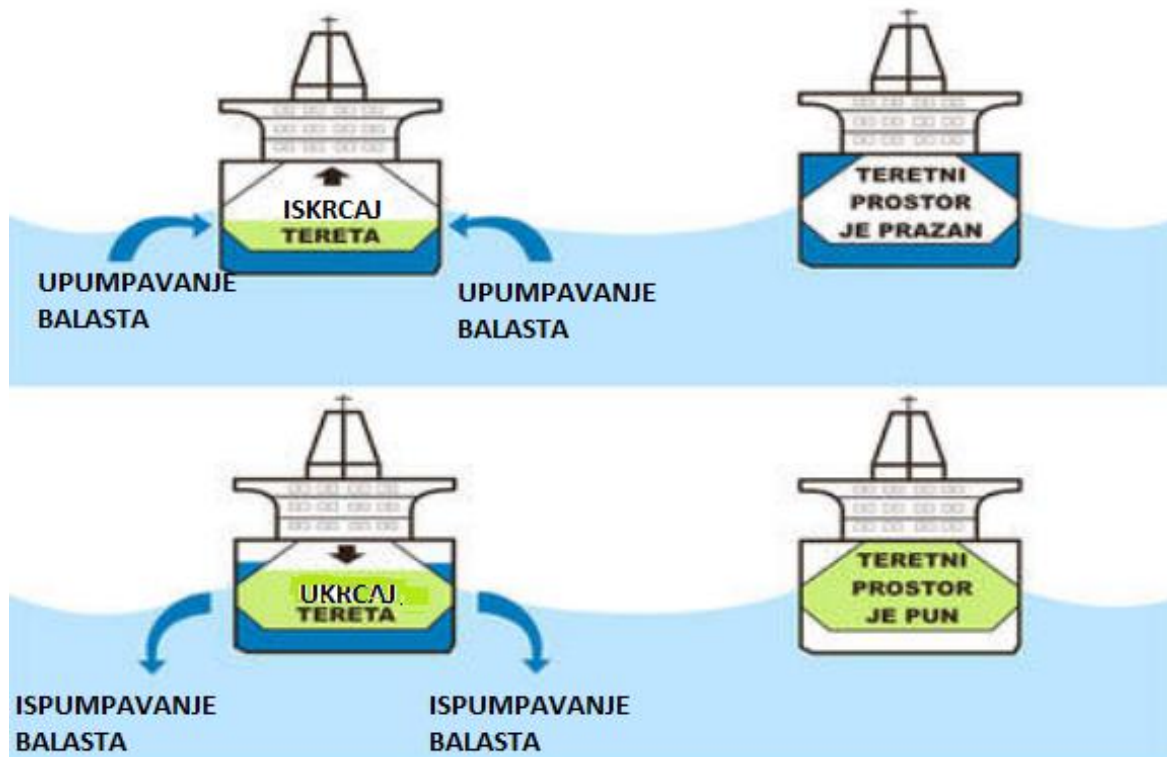 ISKRCAJ
TERETA
UPUMPAVANJE
BALASTA
UPUMPAVANJE
BALASTA
TERETNI
PROSTOR
JE PRAZAN
UKRCAJ
TERETA
ISPUMPAVANJE
BALASTA
ISPUMPAVANJE
BALASTA
TERETNI
PROSTOR
JE PUN